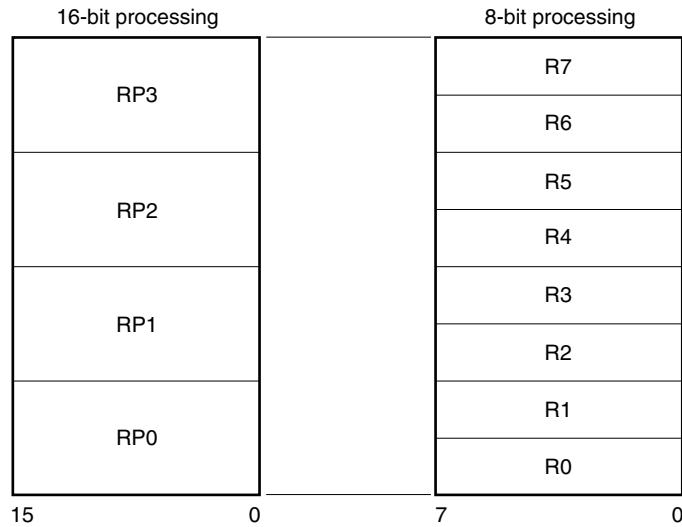 16-bit processing
8-bit processing
RP3
RP2
RP1
RP0
R7
R6
R5
R4
R3
R2
R1
R0
15 0
7 0